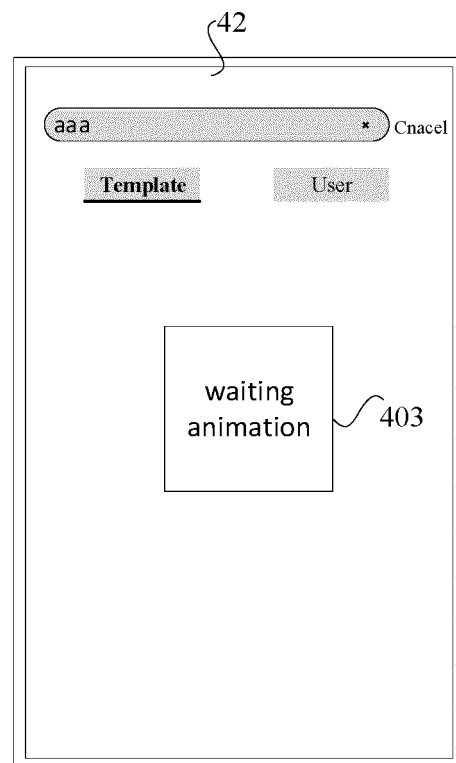 42
aaa × Cnacel
Template User
waiting
animation
403